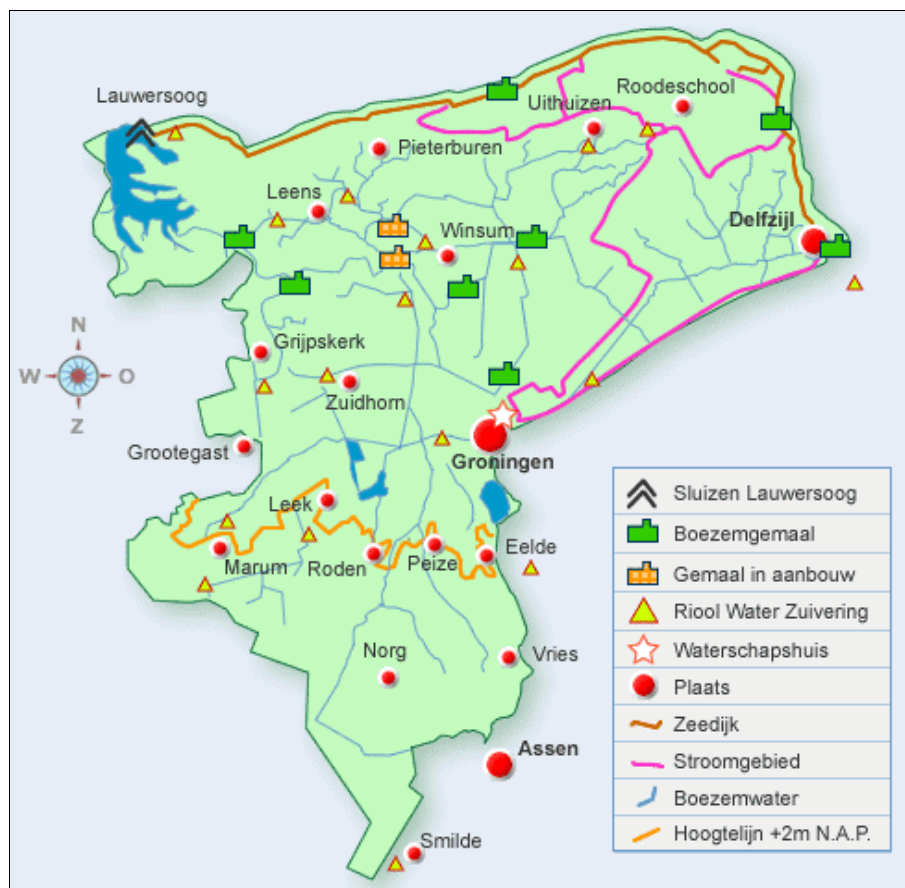 Lauwersoog
Roodeschool
Uithuizen
Pieterburen
Leens
Winsum
Delfzijl
N
W
O
Z
Grijpskerk
Zuidhorn
Grootegast
Groningen
Leek
Marum
Roden
Peize
Eelde
Norg
Vries
Assen
Smilde
Sluizen Lauwersoog
Boezemgemaal
Gemaal in aanbouw
Riool Water Zuivering
Waterschapshuis
Plaats
Zeedijk
Stroomgebied
Boezemwater
Hoogtelijn +2m N.A.P.